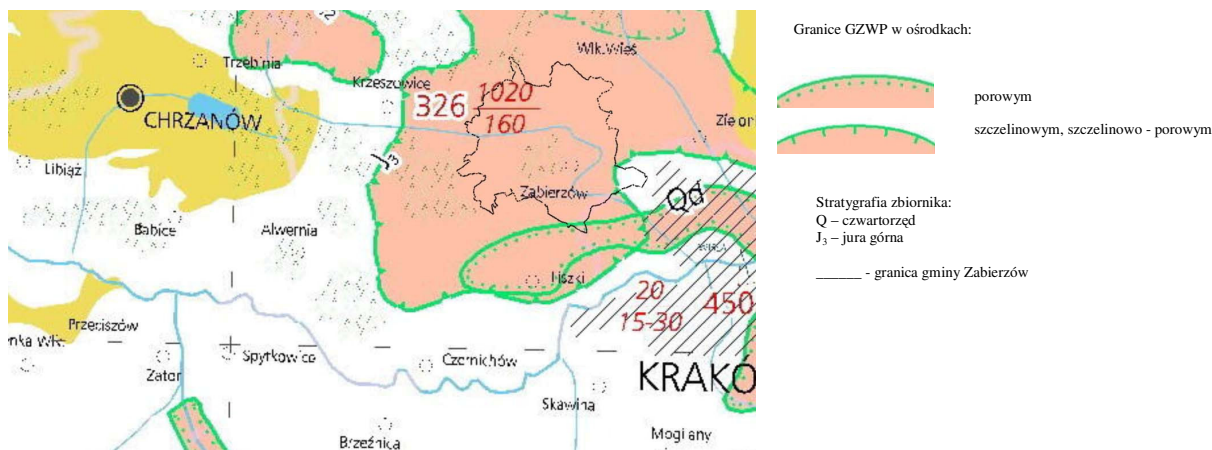 Trzebinia
Wlk.Wieś
Krzeszowice
326 1020
160
CHRZANÓW
J3
Libiąż
Zabierzów
Qd
Babice
Alwernia
WISŁA
Liszki
20
15-30
450
Przeciszów
Spytkowice
Czernichów
Zator
KRAKÓ
Skawina
Brzeźnica
Mogilany
Granice GZWP w ośrodkach:
porowym
szczelinowym, szczelinowo - porowym
Stratygrafia zbiornika:
Q – czwartorzęd
J₃ – jura górna
______ - granica gminy Zabierzów